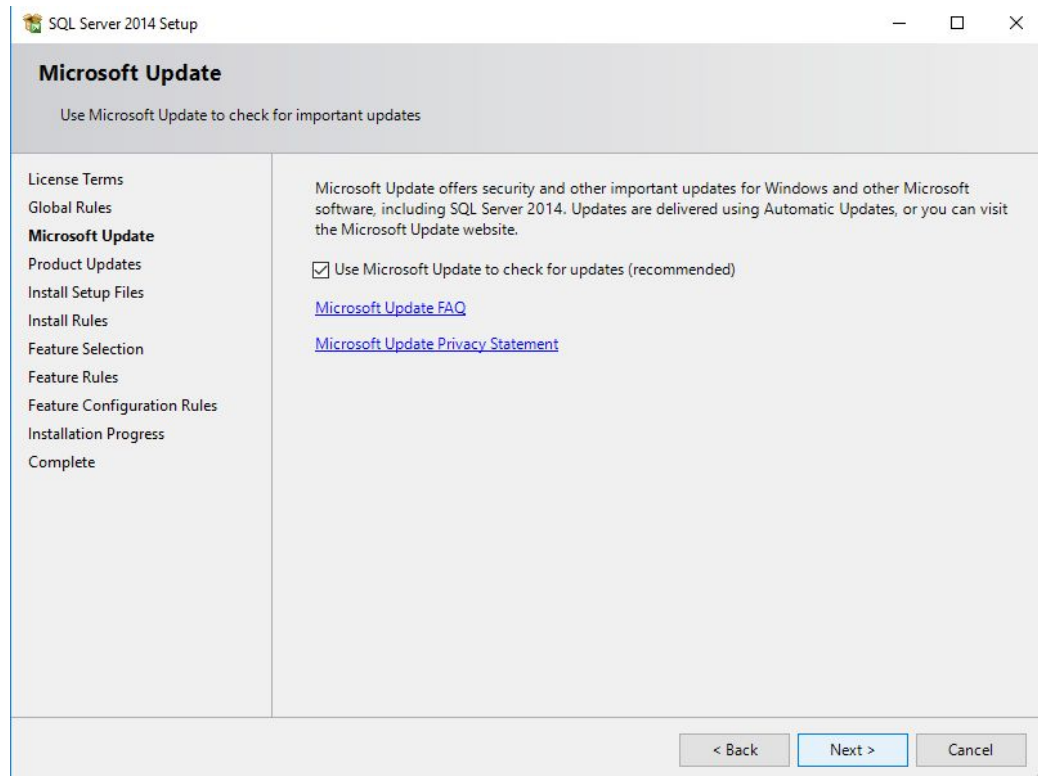 SQL Server 2014 Setup
Microsoft Update
Use Microsoft Update to check for important updates
License Terms
Global Rules
Microsoft Update
Product Updates
Install Setup Files
Install Rules
Feature Selection
Feature Rules
Feature Configuration Rules
Installation Progress
Complete
Microsoft Update offers security and other important updates for Windows and other Microsoft
software, including SQL Server 2014. Updates are delivered using Automatic Updates, or you can visit
the Microsoft Update website.
Use Microsoft Update to check for updates (recommended)
Microsoft Update FAQ
Microsoft Update Privacy Statement
< Back Next > Cancel